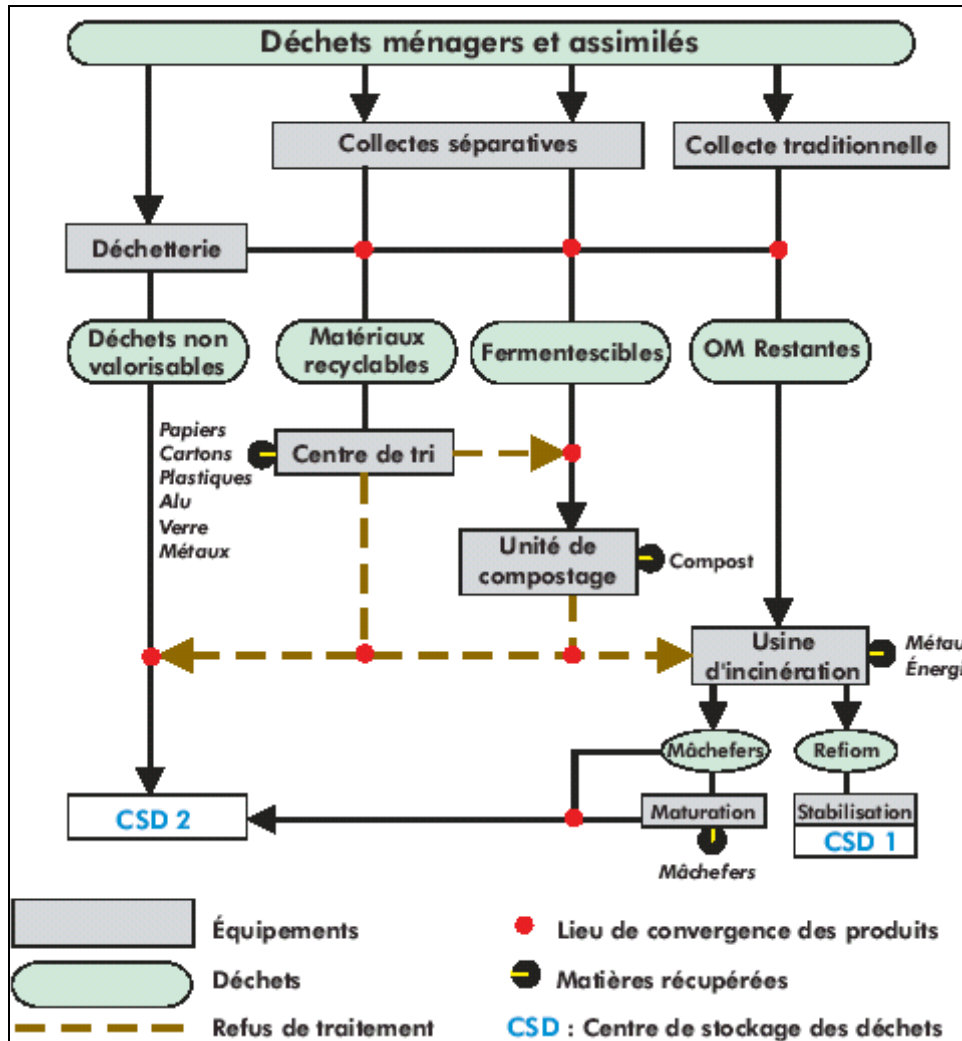 Déchets ménagers et assimilés
Collectes séparatives
Collecte traditionnelle
Déchetterie
Déchets non
valorisables
Matériaux
recyclables
Fermentescibles
OM Restantes
Papiers
Cartons
Plastiques
Alu
Verre
Métaux
Centre de tri
Unité de
compostage
Compost
Usine
d'incinération
Métau
Énergi
Mâchefers
Refiom
CSD 2
Maturation
Stabilisation
CSD 1
Mâchefers
Équipements
Lieu de convergence des produits
Déchets
Matières récupérées
Refus de traitement
CSD : Centre de stockage des déchets